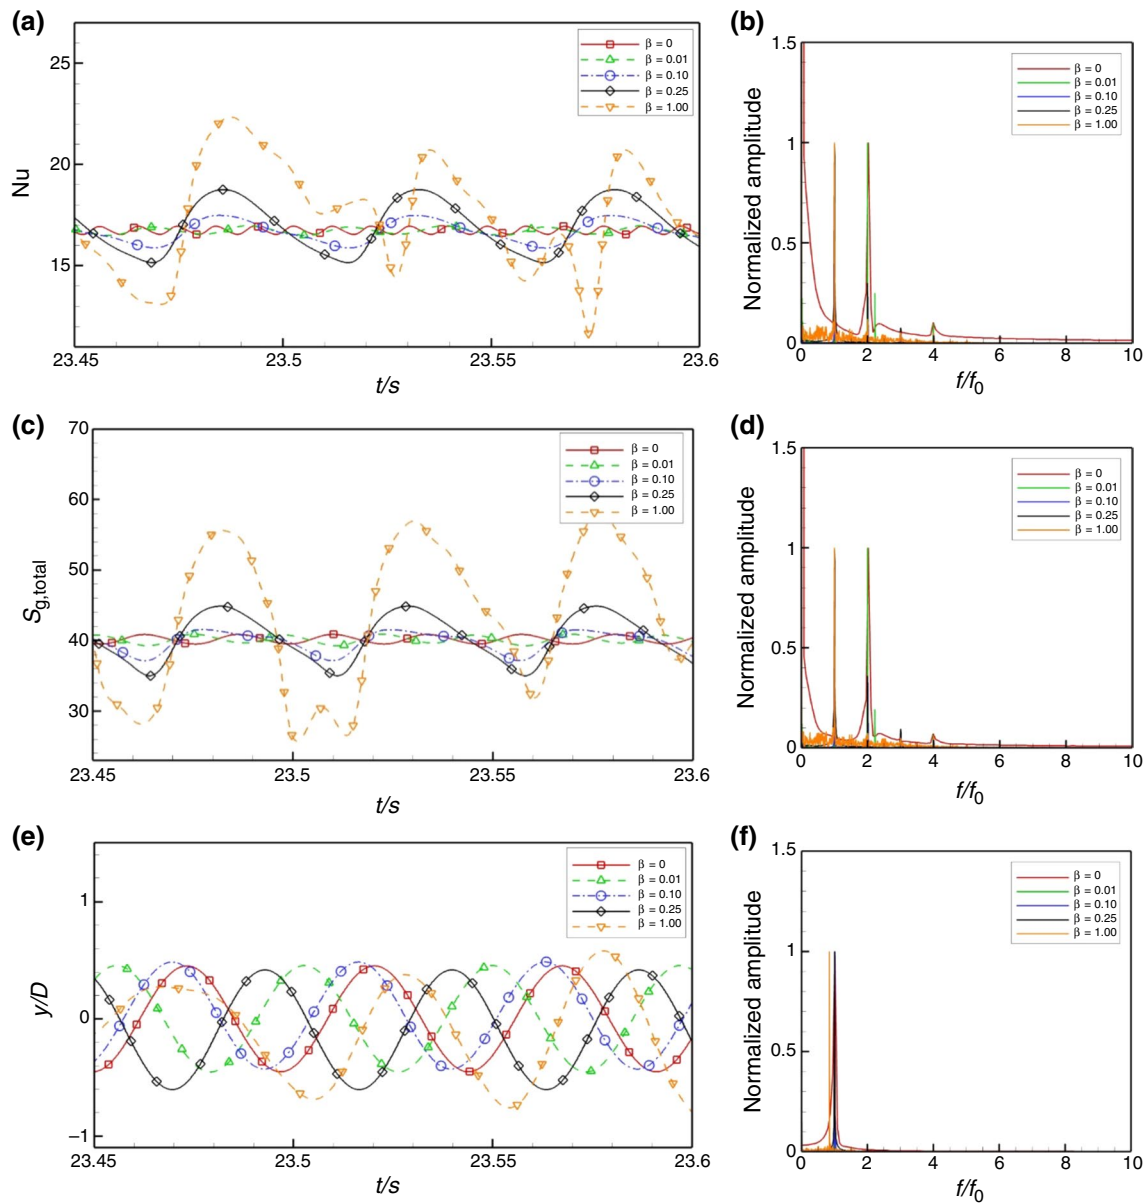 (a)
Nu
25
20
15
23.45 23.5 23.55 23.6
t/s
β = 0
β = 0.01
β = 0.10
β = 0.25
β = 1.00
(b)
Normalized amplitude
1.5
1
0.5
0
0 2 4 6 8 10
f/f0
β = 0
β = 0.01
β = 0.10
β = 0.25
β = 1.00
(c)
Sg,total
70
60
50
40
30
23.45 23.5 23.55 23.6
t/s
β = 0
β = 0.01
β = 0.10
β = 0.25
β = 1.00
(d)
Normalized amplitude
1.5
1
0.5
0
0 2 4 6 8 10
f/f0
β = 0
β = 0.01
β = 0.10
β = 0.25
β = 1.00
(e)
y/D
1
0
–1
23.45 23.5 23.55 23.6
t/s
β = 0
β = 0.01
β = 0.10
β = 0.25
β = 1.00
(f)
Normalized amplitude
1.5
1
0.5
0
0 2 4 6 8 10
f/f0
β = 0
β = 0.01
β = 0.10
β = 0.25
β = 1.00